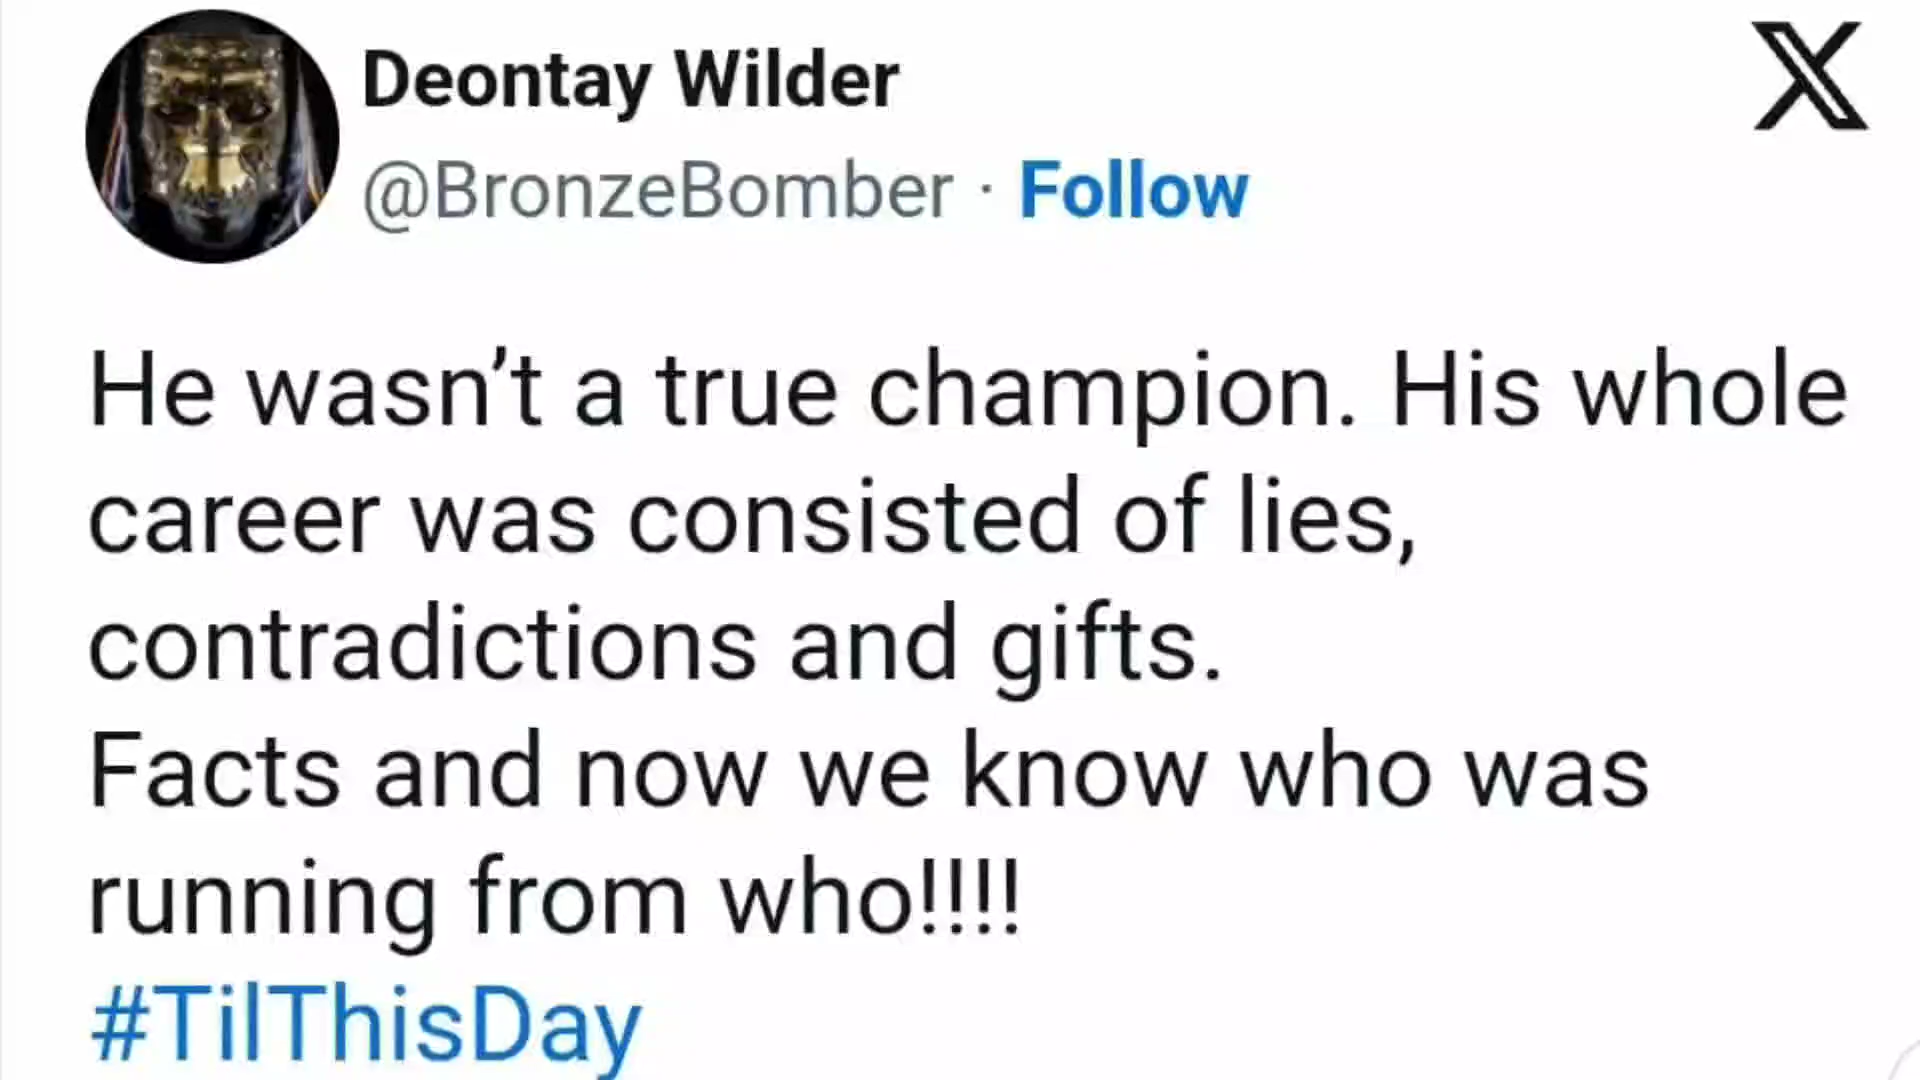 Deontay Wilder
@BronzeBomber · Follow
He wasn’t a true champion. His whole
career was consisted of lies,
contradictions and gifts.
Facts and now we know who was
running from who!!!!
#TilThisDay